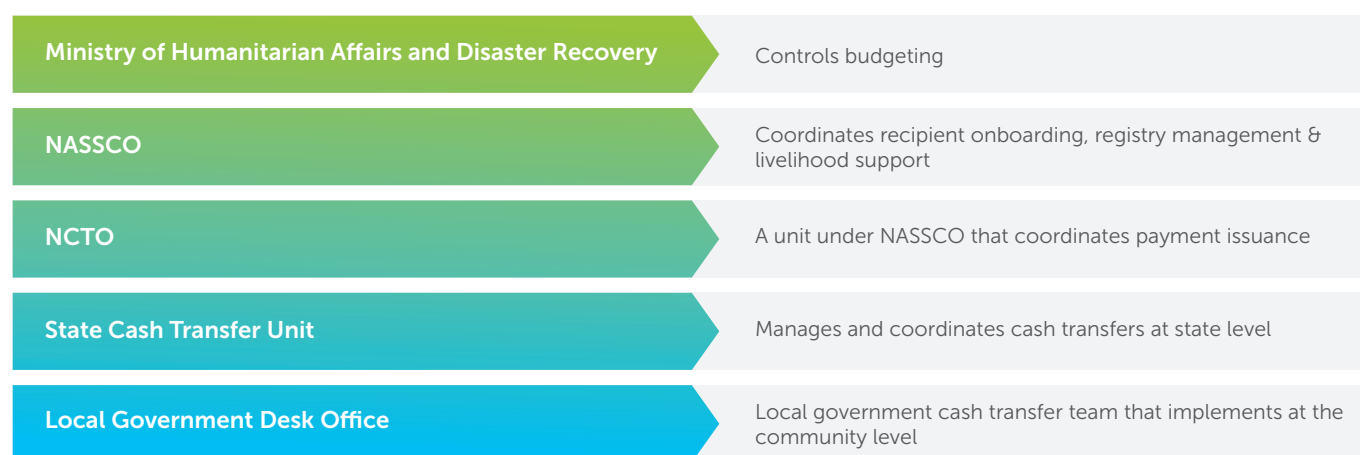 Ministry of Humanitarian Affairs and Disaster Recovery
Controls budgeting
NASSCO
Coordinates recipient onboarding, registry management &
livelihood support
NCTO
A unit under NASSCO that coordinates payment issuance
State Cash Transfer Unit
Manages and coordinates cash transfers at state level
Local Government Desk Office
Local government cash transfer team that implements at the
community level